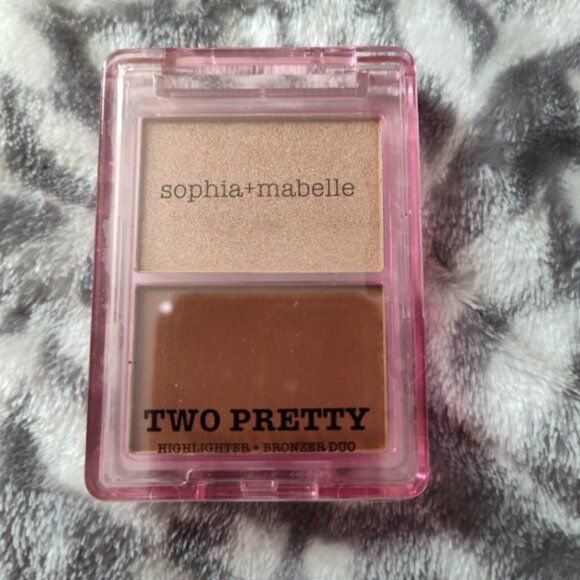 sophia+mabelle
TWO PRETTY
HIGHLIGHTER + BRONZER DUO